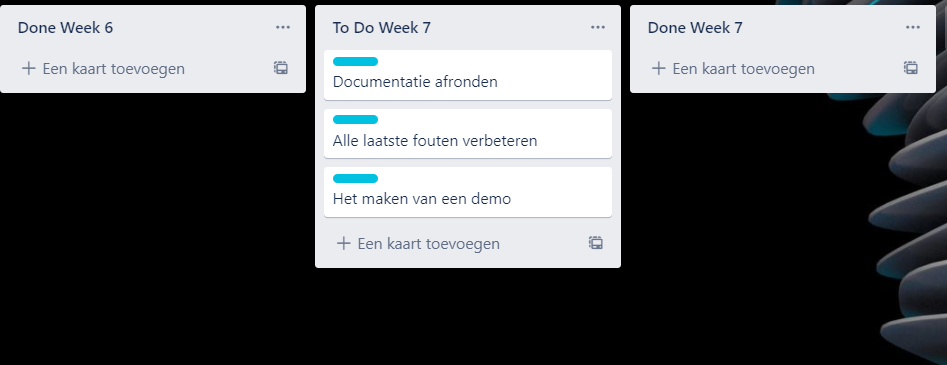 Done Week 6
Een kaart toevoegen
To Do Week 7
Documentatie afronden
Alle laatste fouten verbeteren
Het maken van een demo
Een kaart toevoegen
Done Week 7
Een kaart toevoegen